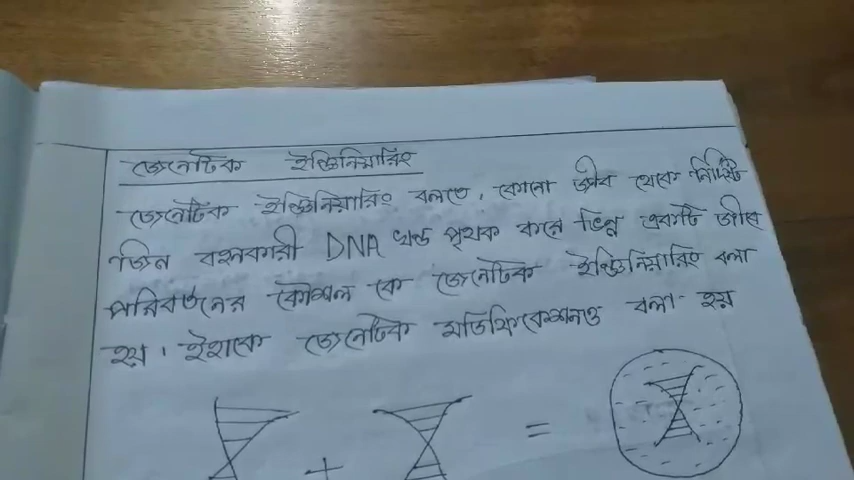 জেনেটিক ইঞ্জিনিয়ারিং
জেনেটিক ইঞ্জিনিয়ারিং বলতে, কোনো জীব থেকে নির্দিষ্ট
জিন বহনকারী DNA খন্ড পৃথক করে ভিন্ন একটি জীবে
পরিবর্তনের কৌশল কে জেনেটিক ইঞ্জিনিয়ারিং বলা
হয়। ইহাকে জেনেটিক মডিফিকেশনও বলা হয়
+ =